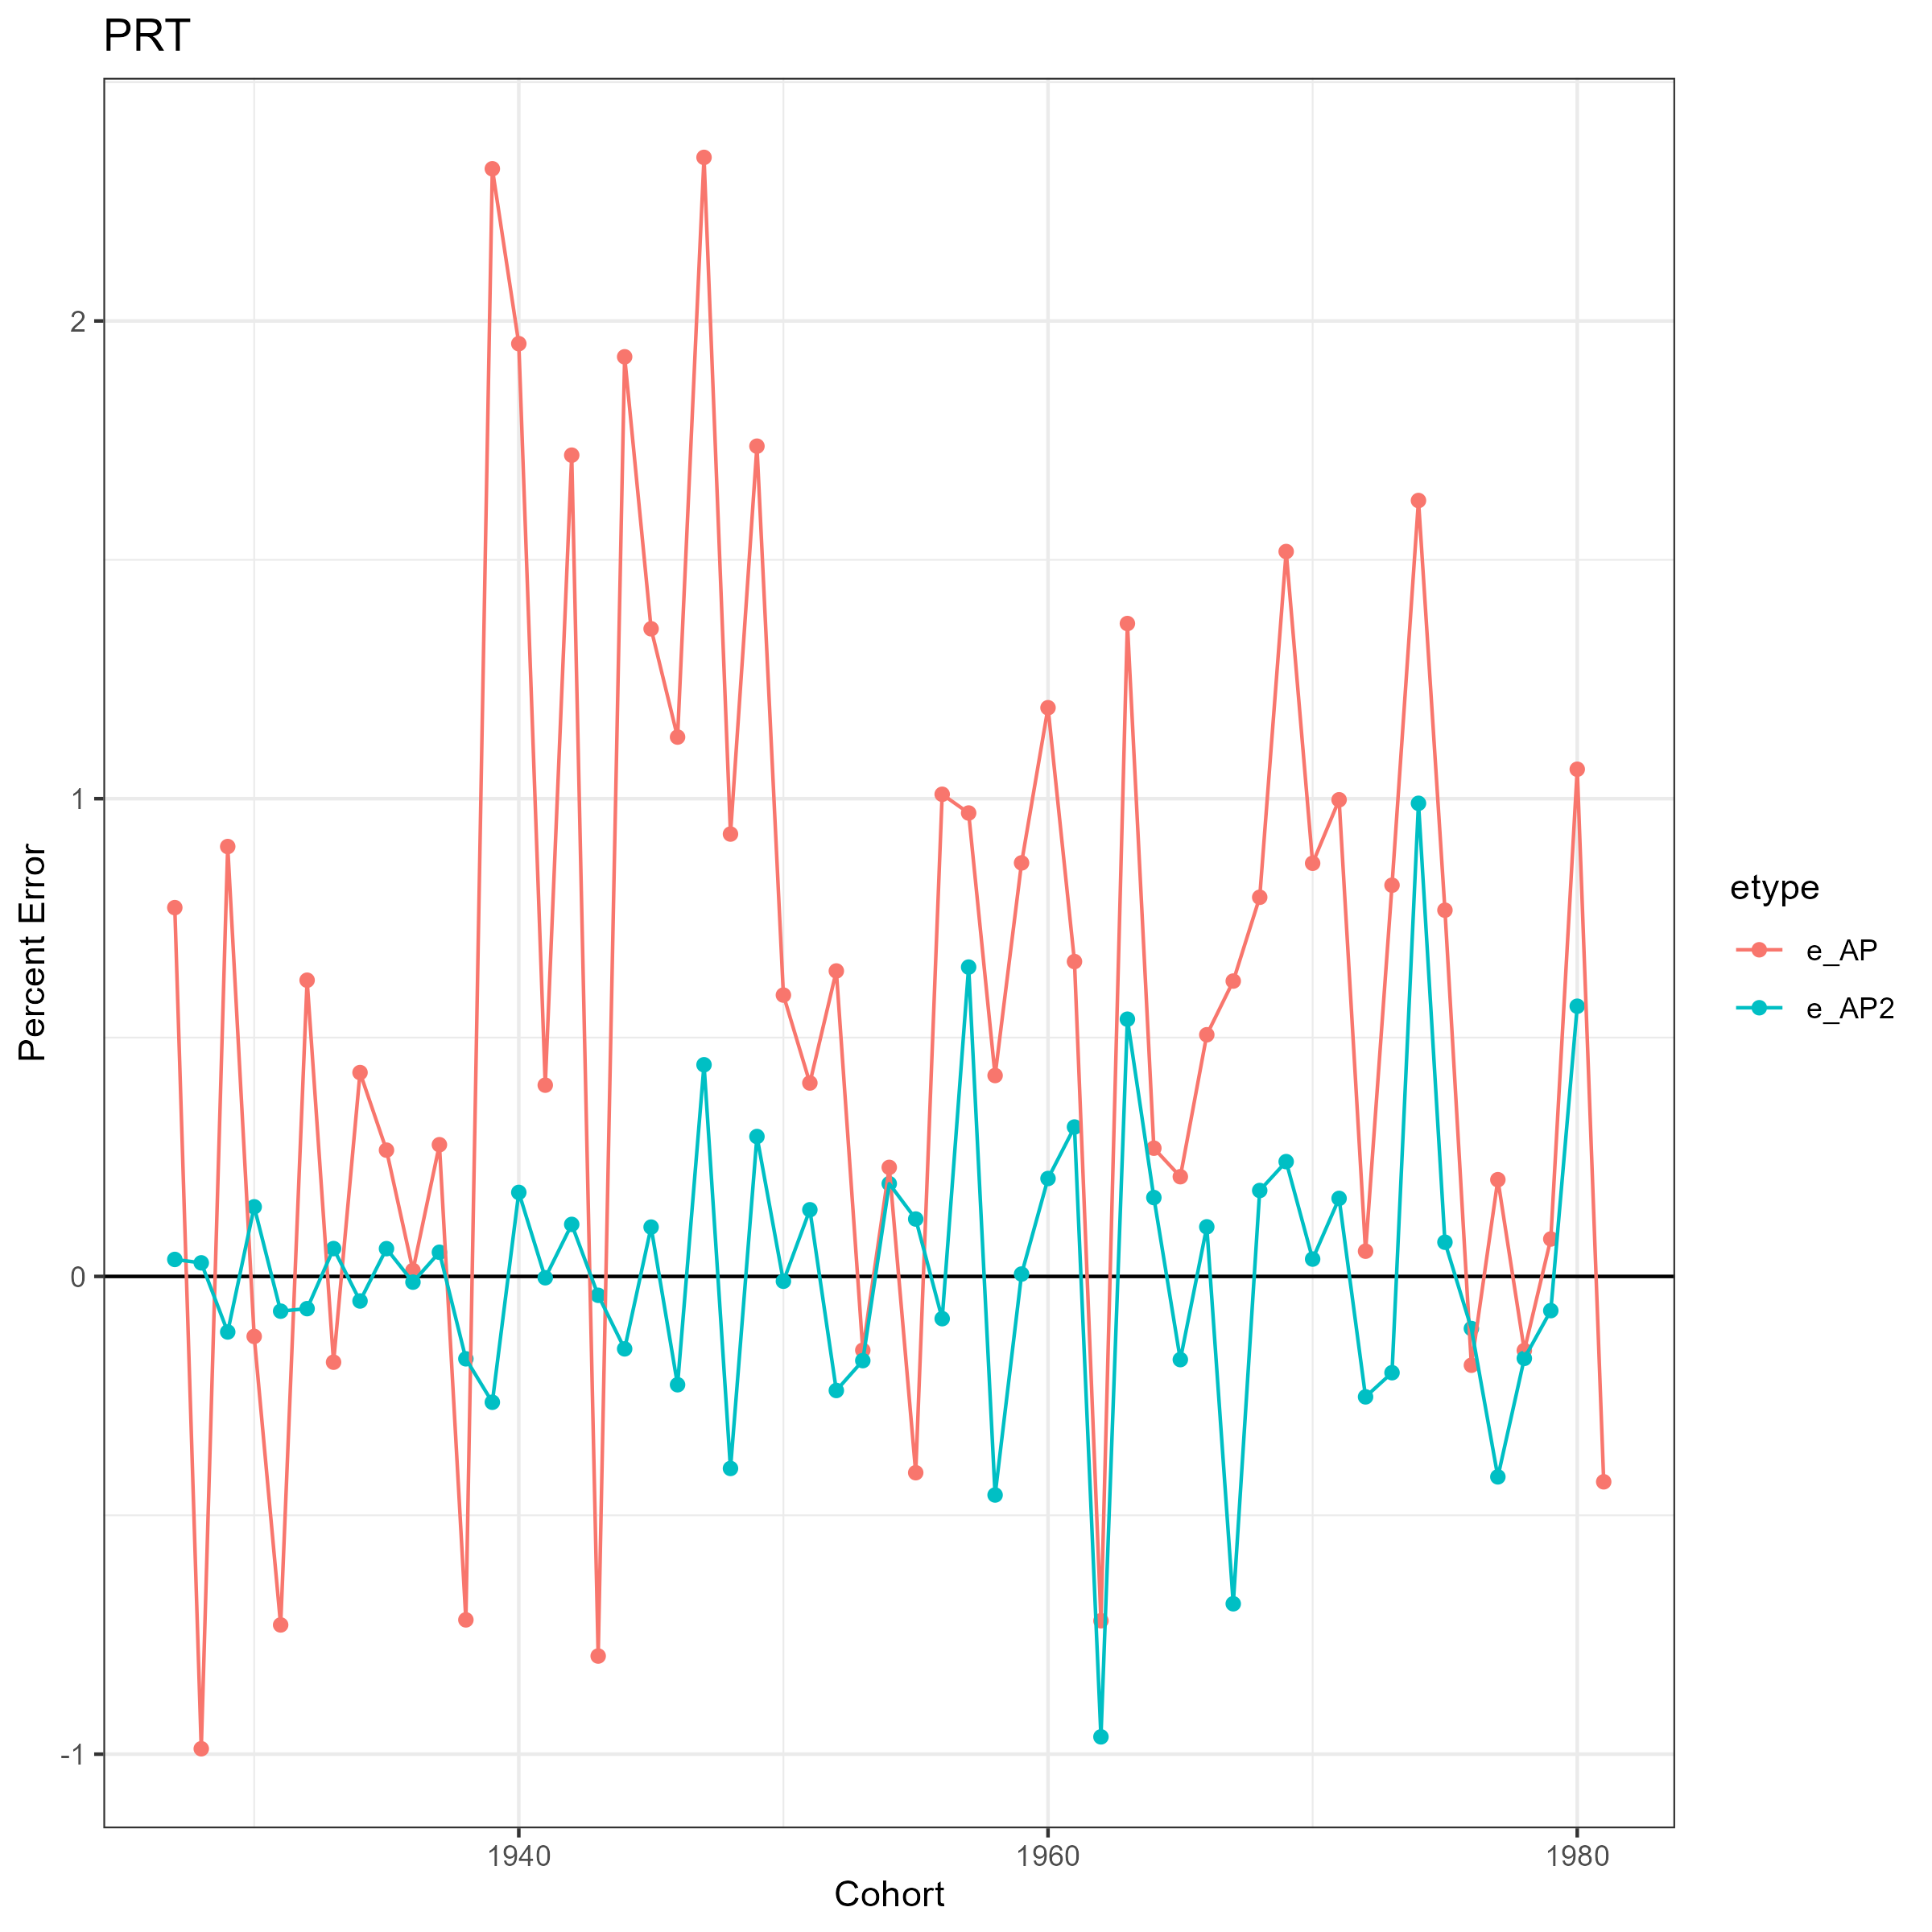 PRT
Percent Error
2
1
0
-1
1940
1960
1980
Cohort
etype
e_AP
e_AP2